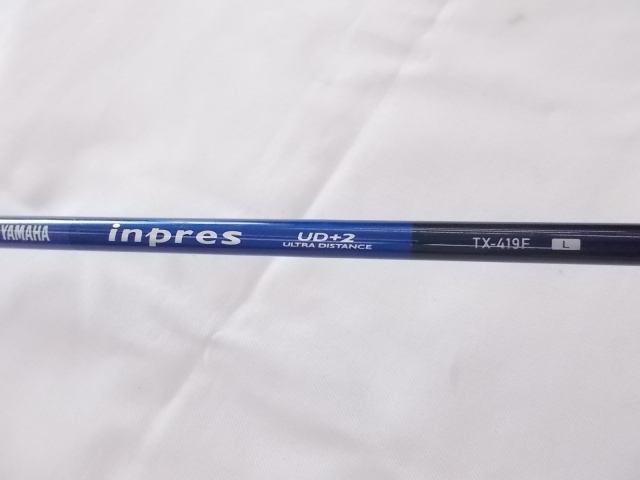 YAMAHA inpres UD+2 TX-419F L
ULTRA DISTANCE